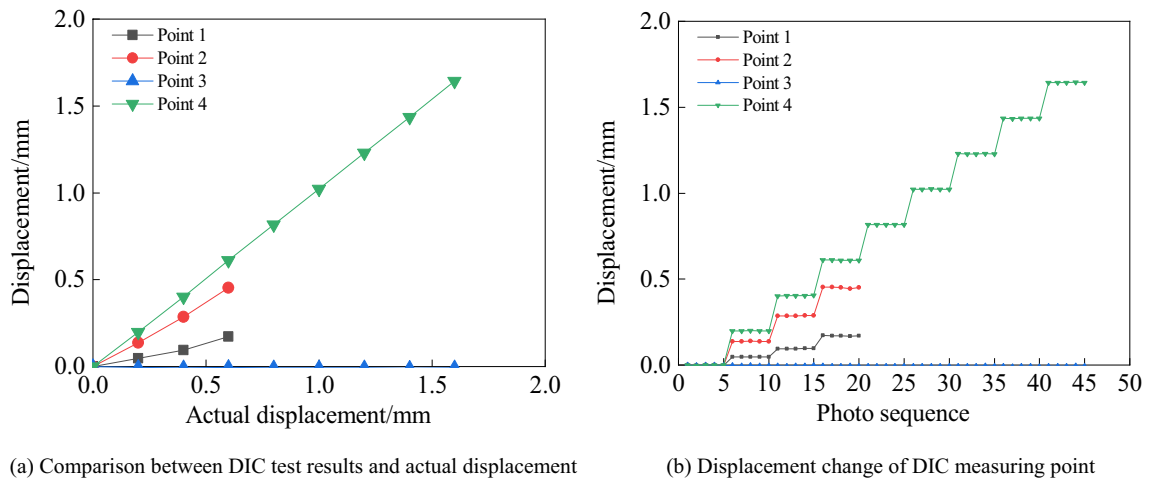 2.0
1.5
1.0
0.5
0.0
Displacement/mm
Point 1
Point 2
Point 3
Point 4
0.0 0.5 1.0 1.5 2.0
Actual displacement/mm
(a) Comparison between DIC test results and actual displacement
2.0
1.5
1.0
0.5
0.0
Displacement/mm
Point 1
Point 2
Point 3
Point 4
0 5 10 15 20 25 30 35 40 45 50
Photo sequence
(b) Displacement change of DIC measuring point